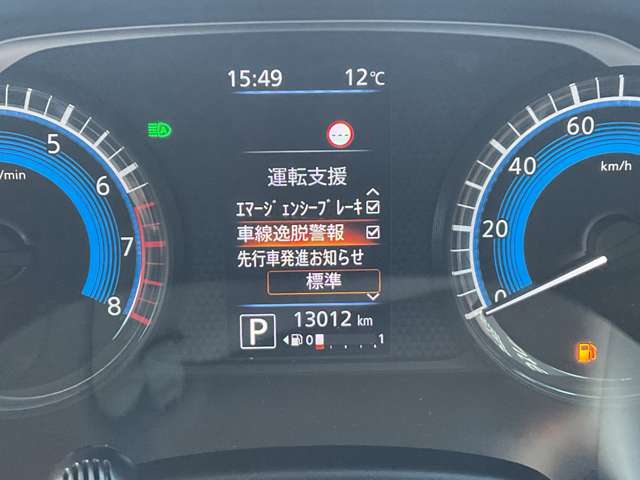 15:49 12℃
運転支援
エマージェンシーブレーキ
車線逸脱警報
先行車発進お知らせ
標準
P 13012 km
0 1
/min 5 6 7 8
km/h 0 20 40 60
A